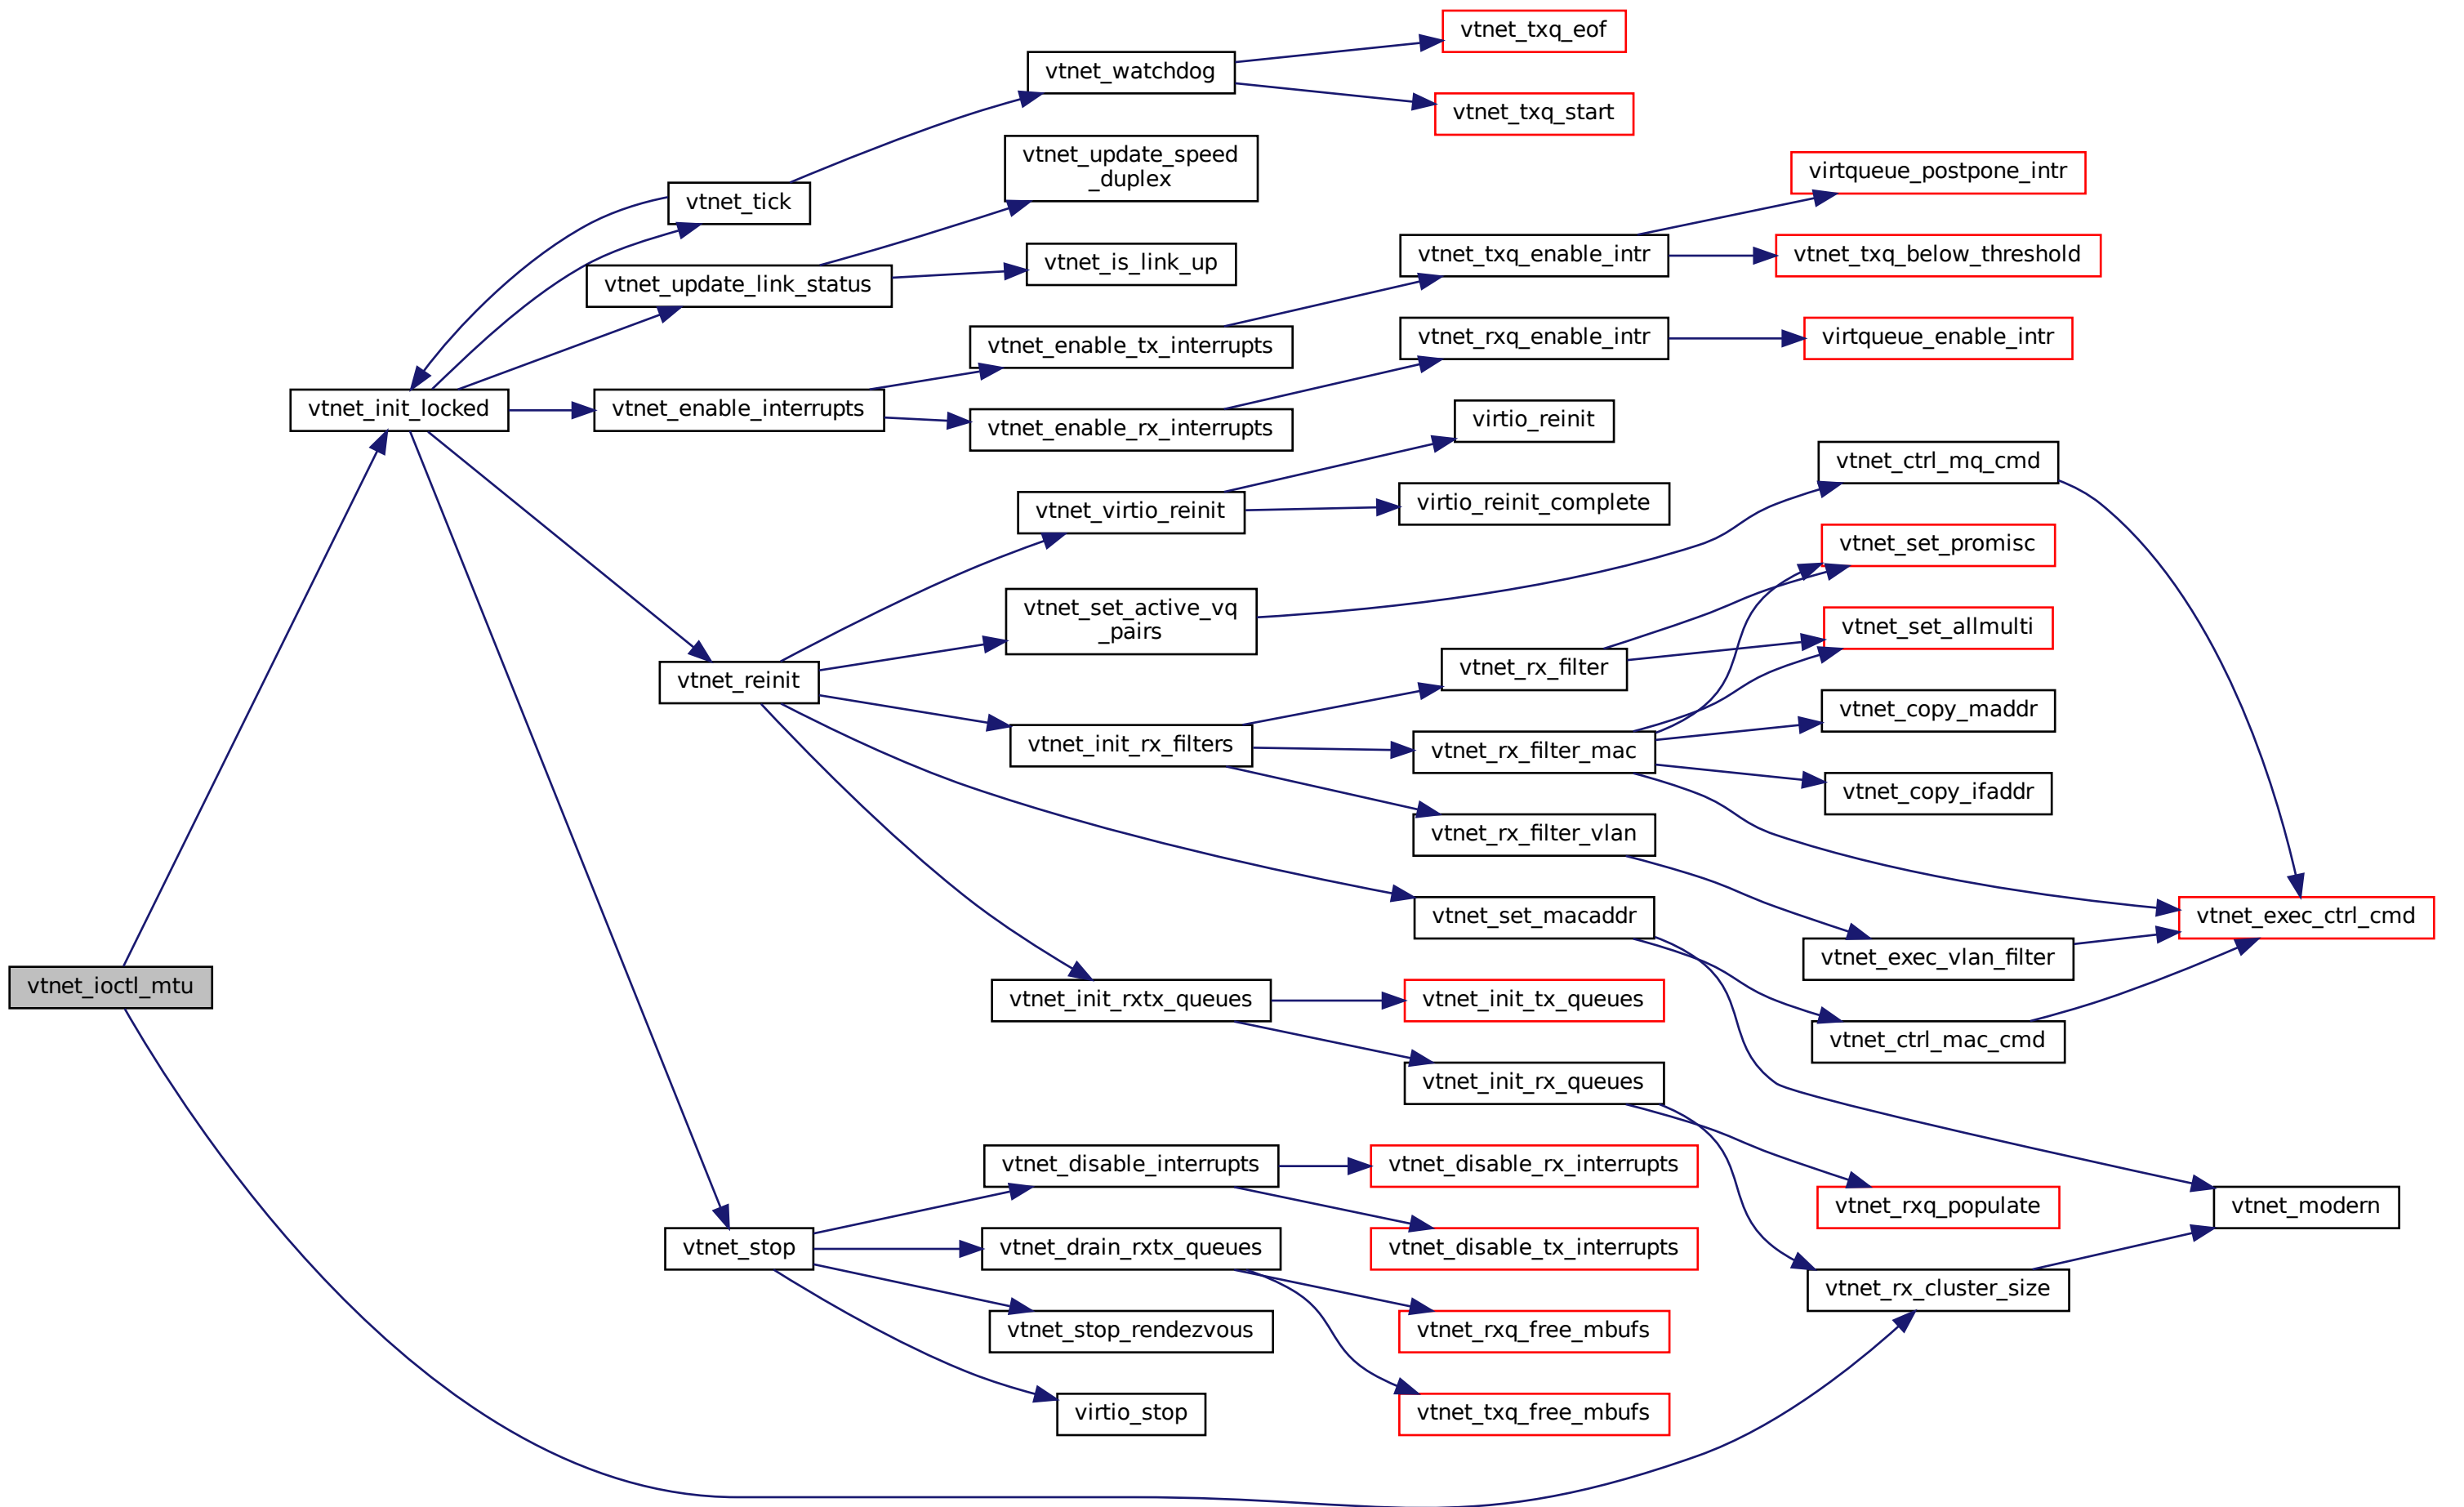 vtnet_txq_eof
vtnet_watchdog
vtnet_txq_start
vtnet_update_speed
_duplex
virtqueue_postpone_intr
vtnet_tick
vtnet_txq_enable_intr
vtnet_txq_below_threshold
vtnet_is_link_up
vtnet_update_link_status
vtnet_rxq_enable_intr
virtqueue_enable_intr
vtnet_enable_tx_interrupts
vtnet_init_locked
vtnet_enable_interrupts
vtnet_enable_rx_interrupts
virtio_reinit
vtnet_ctrl_mq_cmd
virtio_reinit_complete
vtnet_virtio_reinit
vtnet_set_promisc
vtnet_set_active_vq
_pairs
vtnet_set_allmulti
vtnet_rx_filter
vtnet_reinit
vtnet_copy_maddr
vtnet_init_rx_filters
vtnet_rx_filter_mac
vtnet_copy_ifaddr
vtnet_rx_filter_vlan
vtnet_set_macaddr
vtnet_exec_ctrl_cmd
vtnet_exec_vlan_filter
vtnet_ioctl_mtu
vtnet_init_rxtx_queues
vtnet_init_tx_queues
vtnet_ctrl_mac_cmd
vtnet_init_rx_queues
vtnet_disable_interrupts
vtnet_disable_rx_interrupts
vtnet_rxq_populate
vtnet_modern
vtnet_stop
vtnet_drain_rxtx_queues
vtnet_disable_tx_interrupts
vtnet_rx_cluster_size
vtnet_stop_rendezvous
vtnet_rxq_free_mbufs
virtio_stop
vtnet_txq_free_mbufs